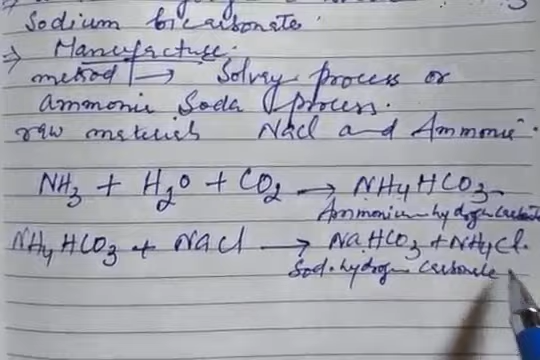 Sodium bicarbonate.
⇒ Manufacture.
method → Solvay process or
ammonia Soda process.
raw materials NaCl and Ammonia.
NH3 + H2O + CO2 → NH4HCO3.
Ammonium hydrogen carbonate
NH4HCO3 + NaCl → NaHCO3 + NH4Cl.
Sod. hydrogen carbonate